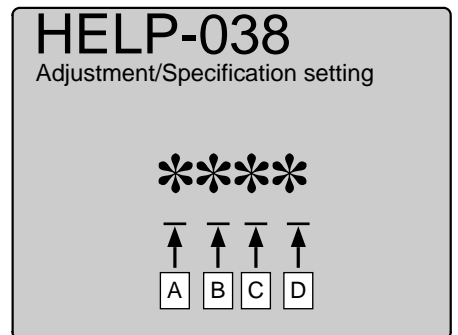 HELP-038
Adjustment/Specification setting
****
A B C D